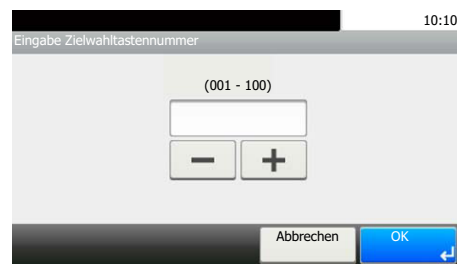 10:10
Eingabe Zielwahltastennummer
(001 - 100)
Abbrechen
OK